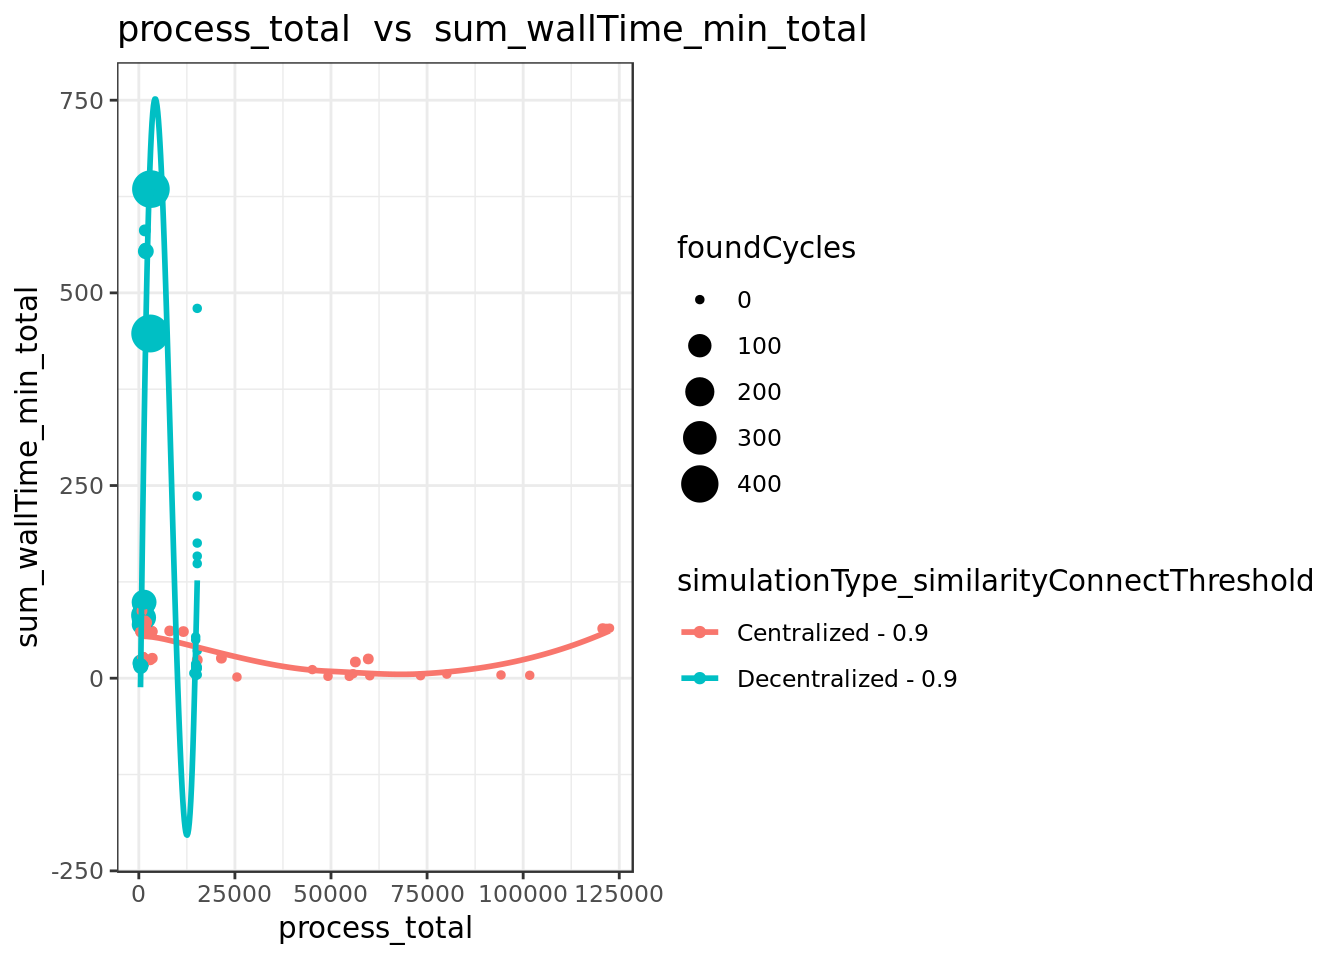 process_total  vs  sum_wallTime_min_total
sum_wallTime_min_total
750
500
250
0
-250
0 25000 50000 75000 100000 125000
process_total
foundCycles
0
100
200
300
400
simulationType_similarityConnectThreshold
Centralized - 0.9
Decentralized - 0.9